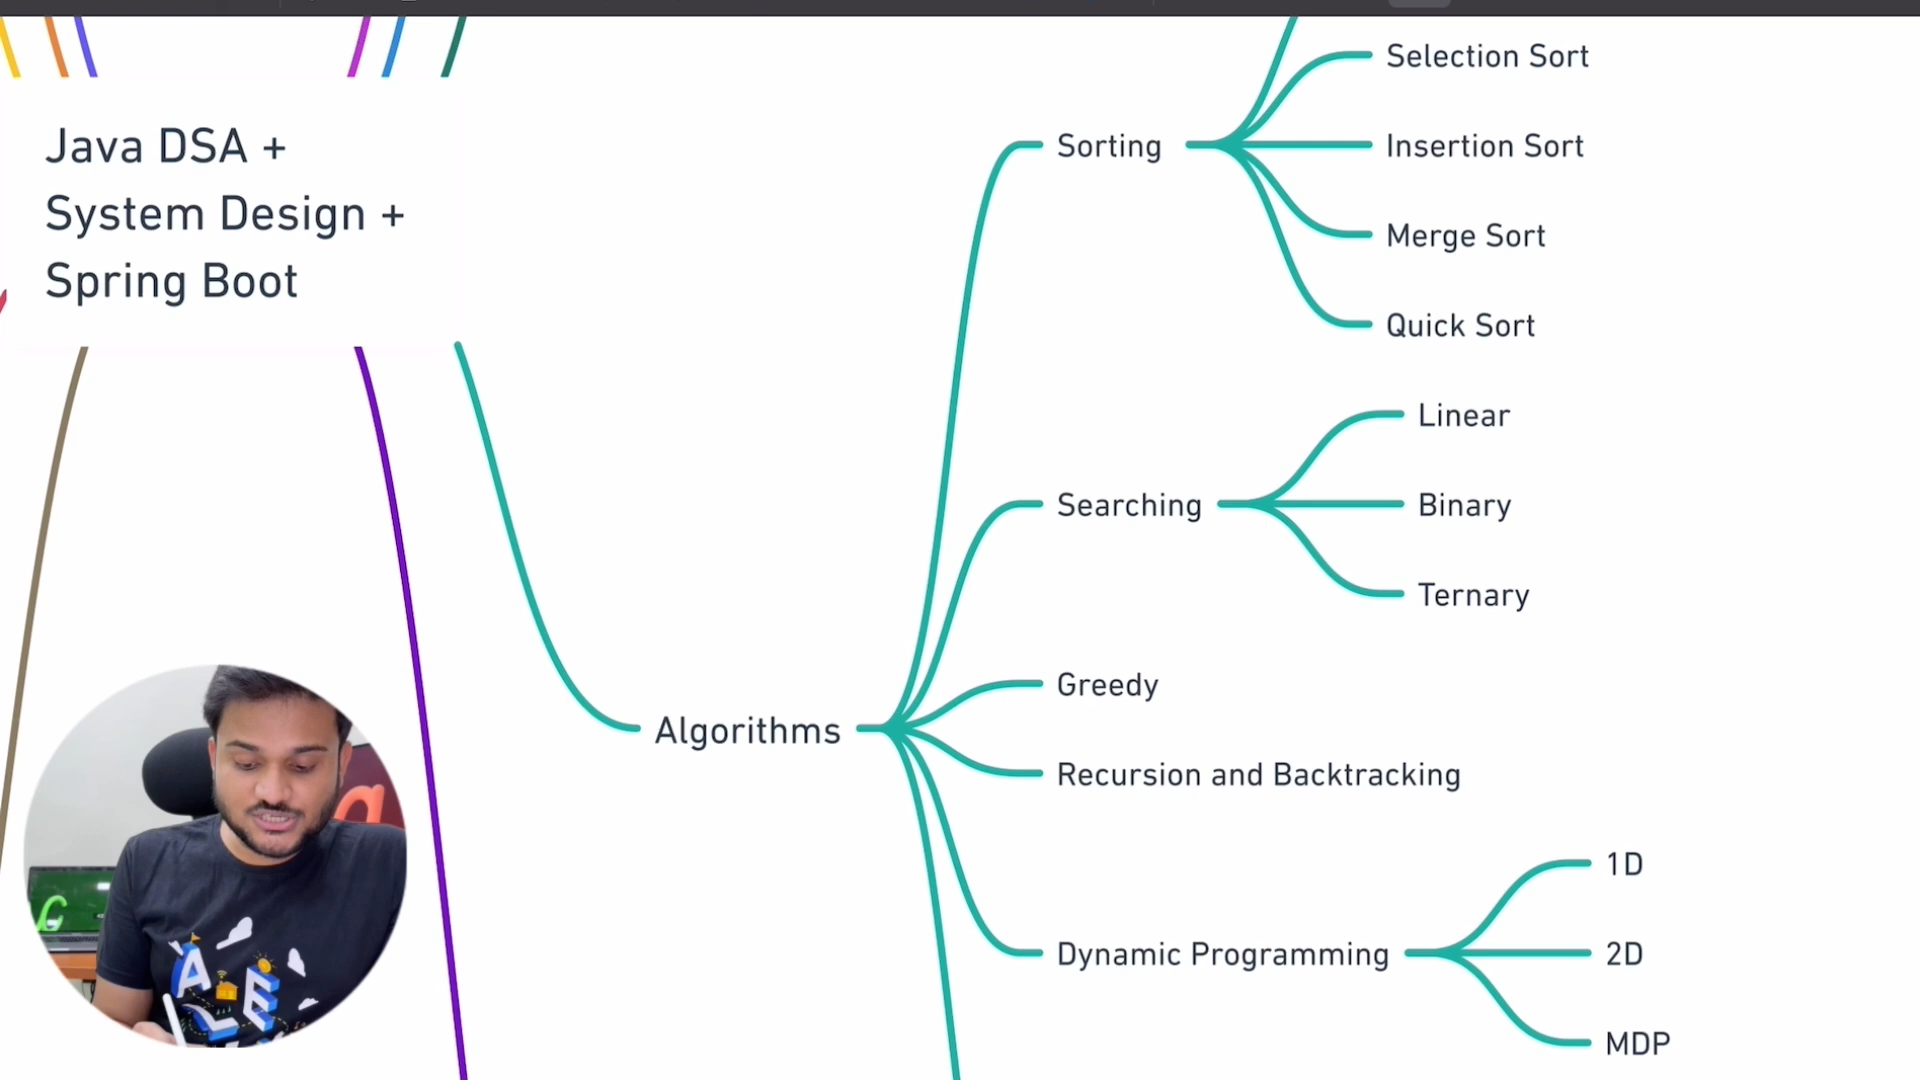 Java DSA +
System Design +
Spring Boot
Algorithms
Sorting
Selection Sort
Insertion Sort
Merge Sort
Quick Sort
Searching
Linear
Binary
Ternary
Greedy
Recursion and Backtracking
Dynamic Programming
1D
2D
MDP